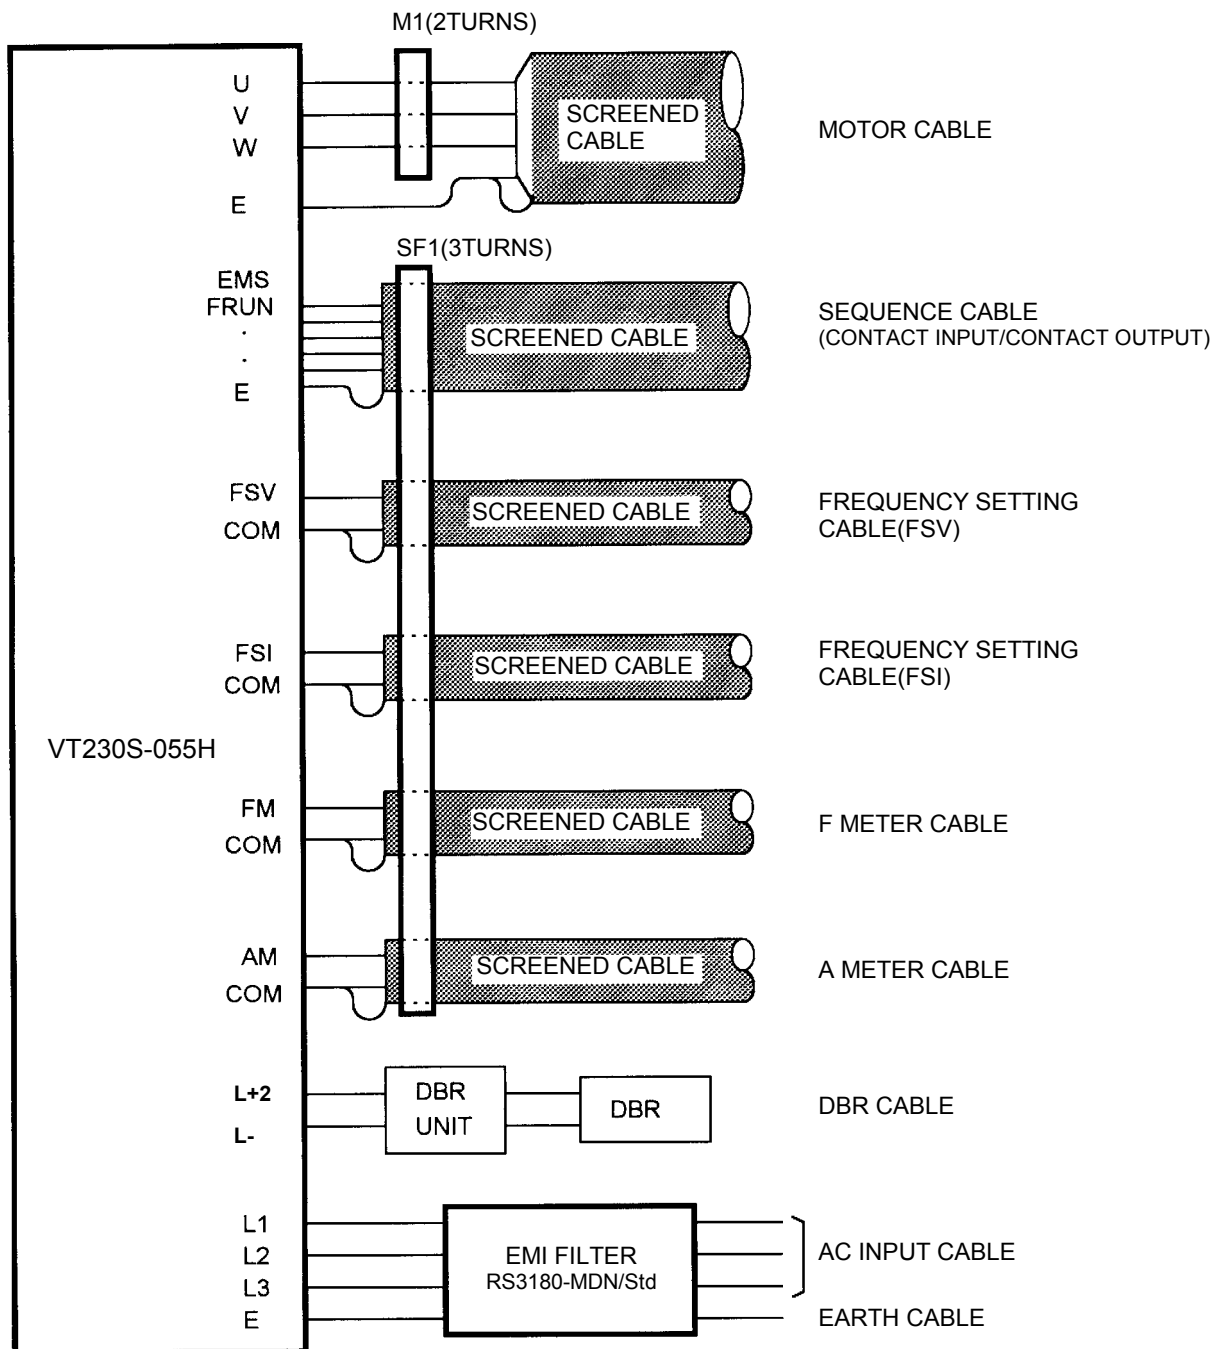 M1(2TURNS)
U
V
W
E
SCREENED
CABLE
MOTOR CABLE
SF1(3TURNS)
EMS
FRUN
.
.
E
SCREENED CABLE
SEQUENCE CABLE
(CONTACT INPUT/CONTACT OUTPUT)
FSV
COM
SCREENED CABLE
FREQUENCY SETTING
CABLE(FSV)
FSI
COM
SCREENED CABLE
FREQUENCY SETTING
CABLE(FSI)
VT230S-055H
FM
COM
SCREENED CABLE
F METER CABLE
AM
COM
SCREENED CABLE
A METER CABLE
L+2
L-
DBR
UNIT
DBR
DBR CABLE
L1
L2
L3
E
EMI FILTER
RS3180-MDN/Std
AC INPUT CABLE
EARTH CABLE